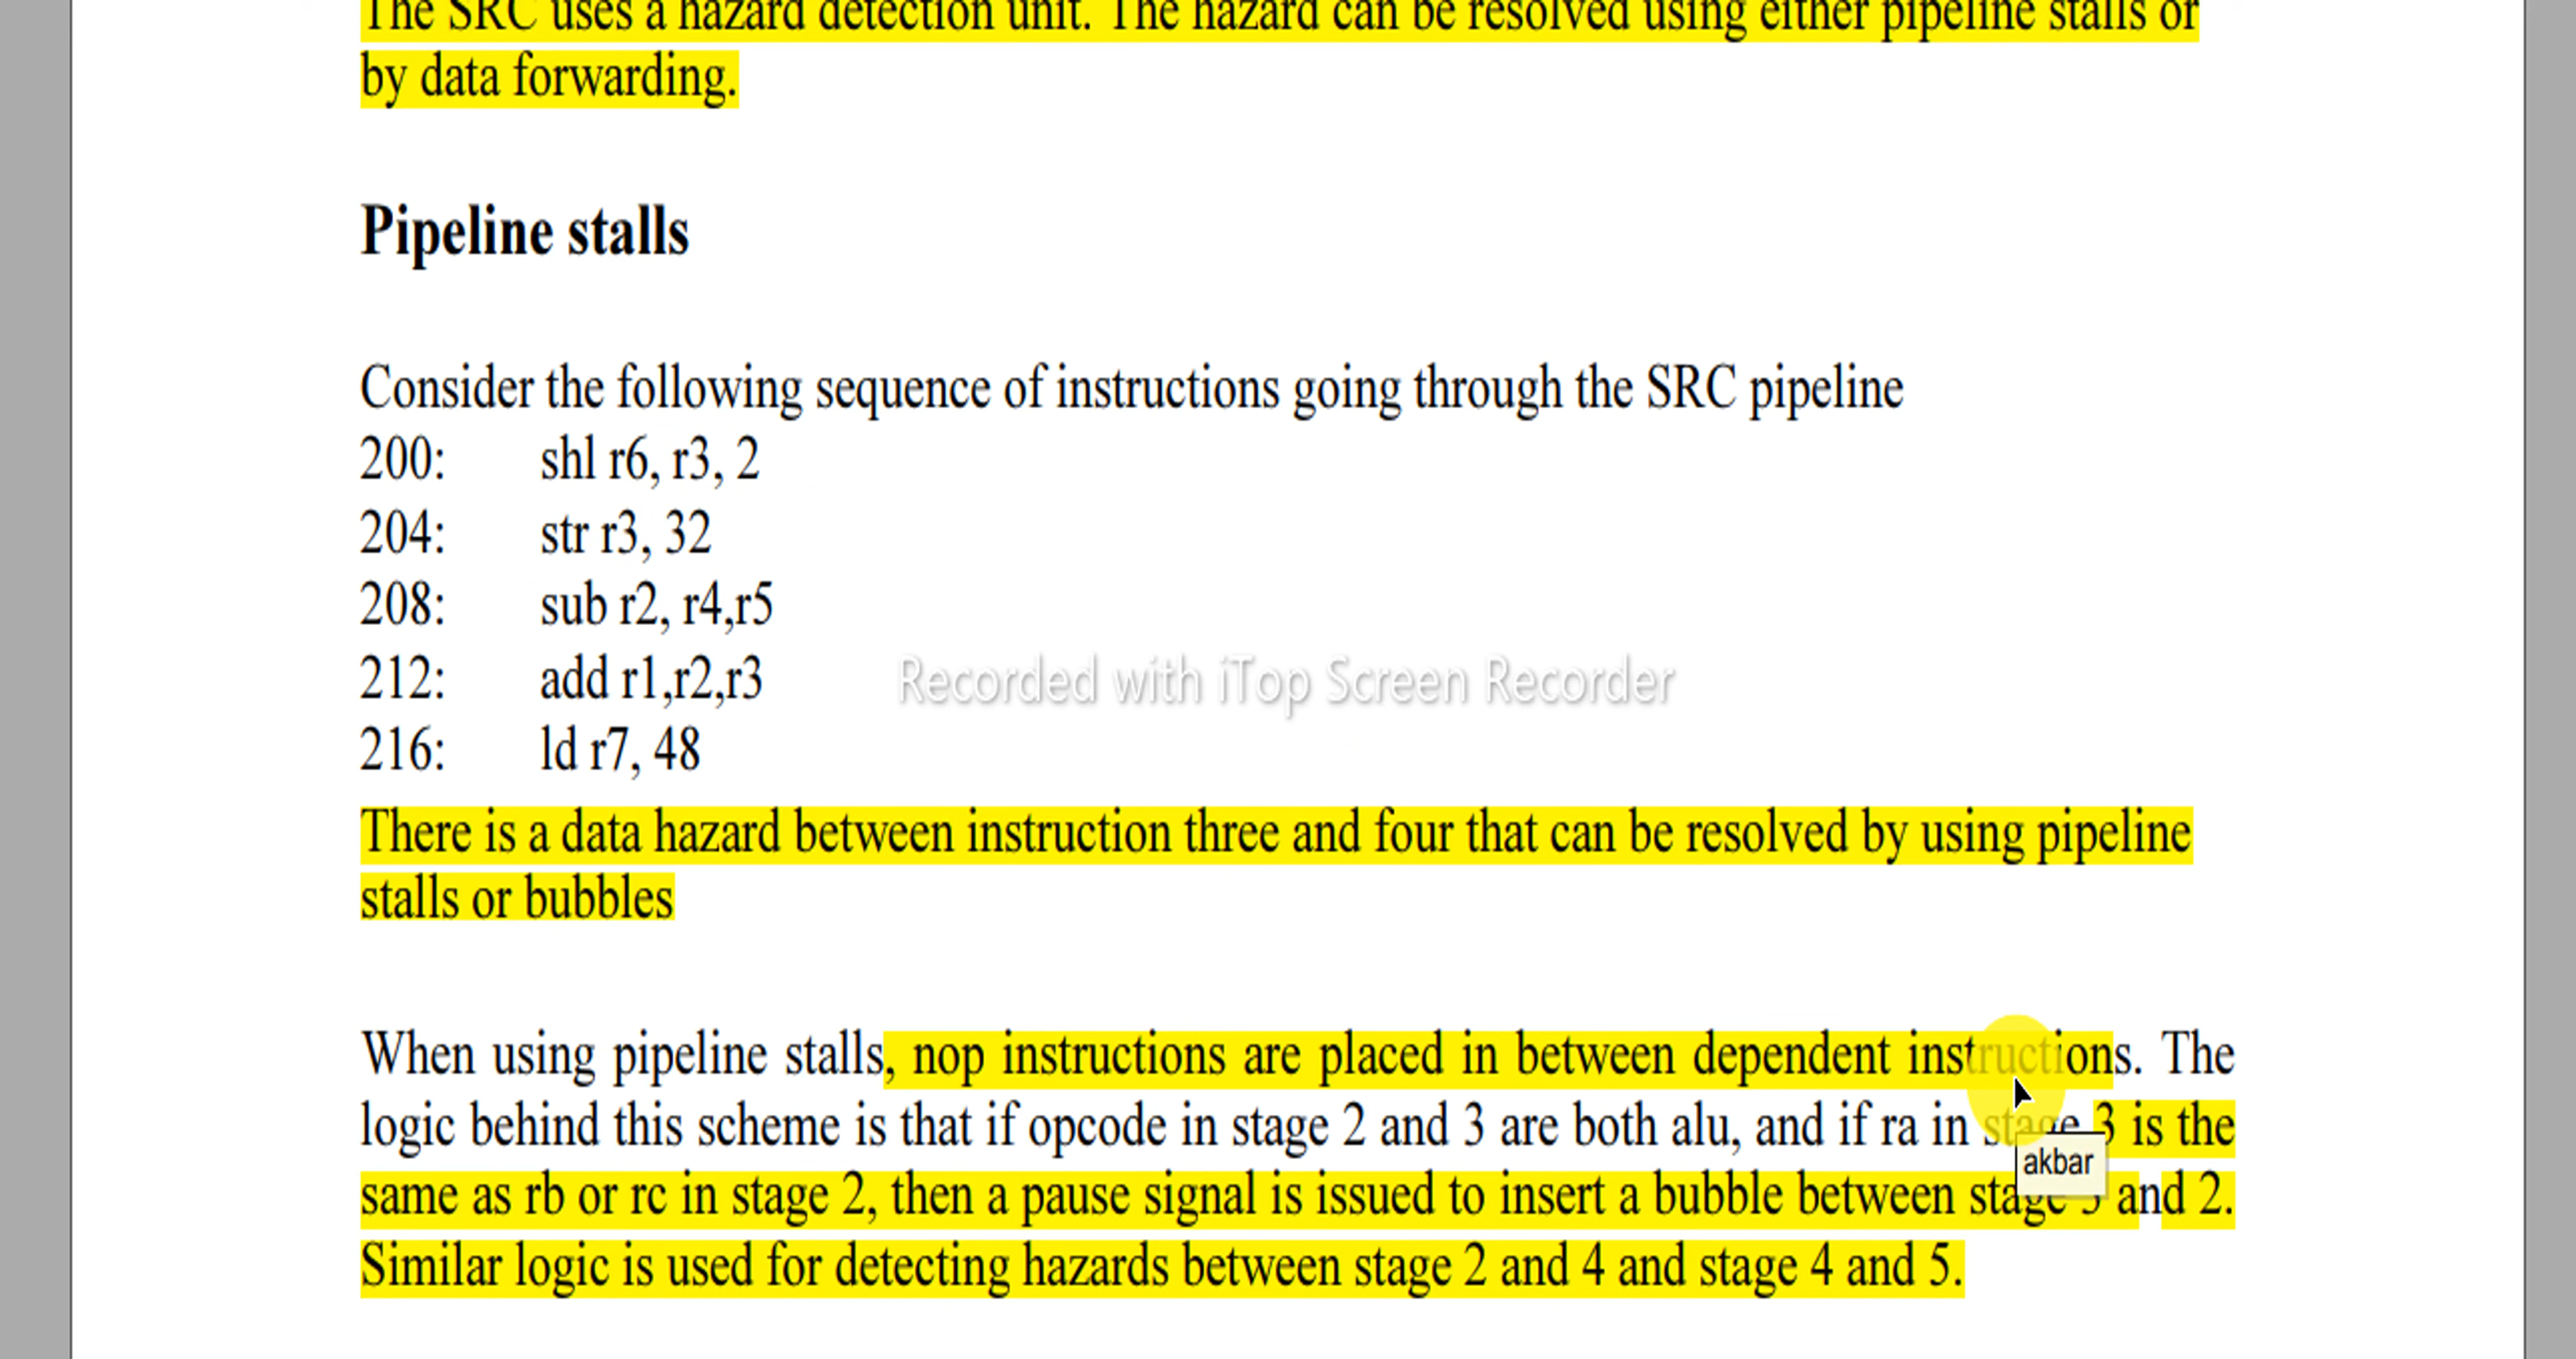 The SRC uses a hazard detection unit. The hazard can be resolved using either pipeline stalls or
by data forwarding.
Pipeline stalls
Consider the following sequence of instructions going through the SRC pipeline
200: shl r6, r3, 2
204: str r3, 32
208: sub r2, r4,r5
212: add r1,r2,r3
216: ld r7, 48
Recorded with iTop Screen Recorder
There is a data hazard between instruction three and four that can be resolved by using pipeline
stalls or bubbles
When using pipeline stalls, nop instructions are placed in between dependent instructions. The
logic behind this scheme is that if opcode in stage 2 and 3 are both alu, and if ra in stage 3 is the
same as rb or rc in stage 2, then a pause signal is issued to insert a bubble between stage 3 and 2.
Similar logic is used for detecting hazards between stage 2 and 4 and stage 4 and 5.
akbar